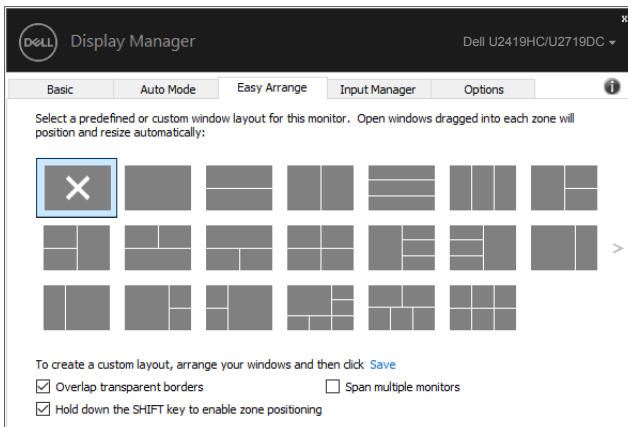 x
DELL
Display Manager
Dell U2419HC/U2719DC
Basic
Auto Mode
Easy Arrange
Input Manager
Options
i
Select a predefined or custom window layout for this monitor. Open windows dragged into each zone will
position and resize automatically:
>
To create a custom layout, arrange your windows and then click Save
Overlap transparent borders
Span multiple monitors
Hold down the SHIFT key to enable zone positioning